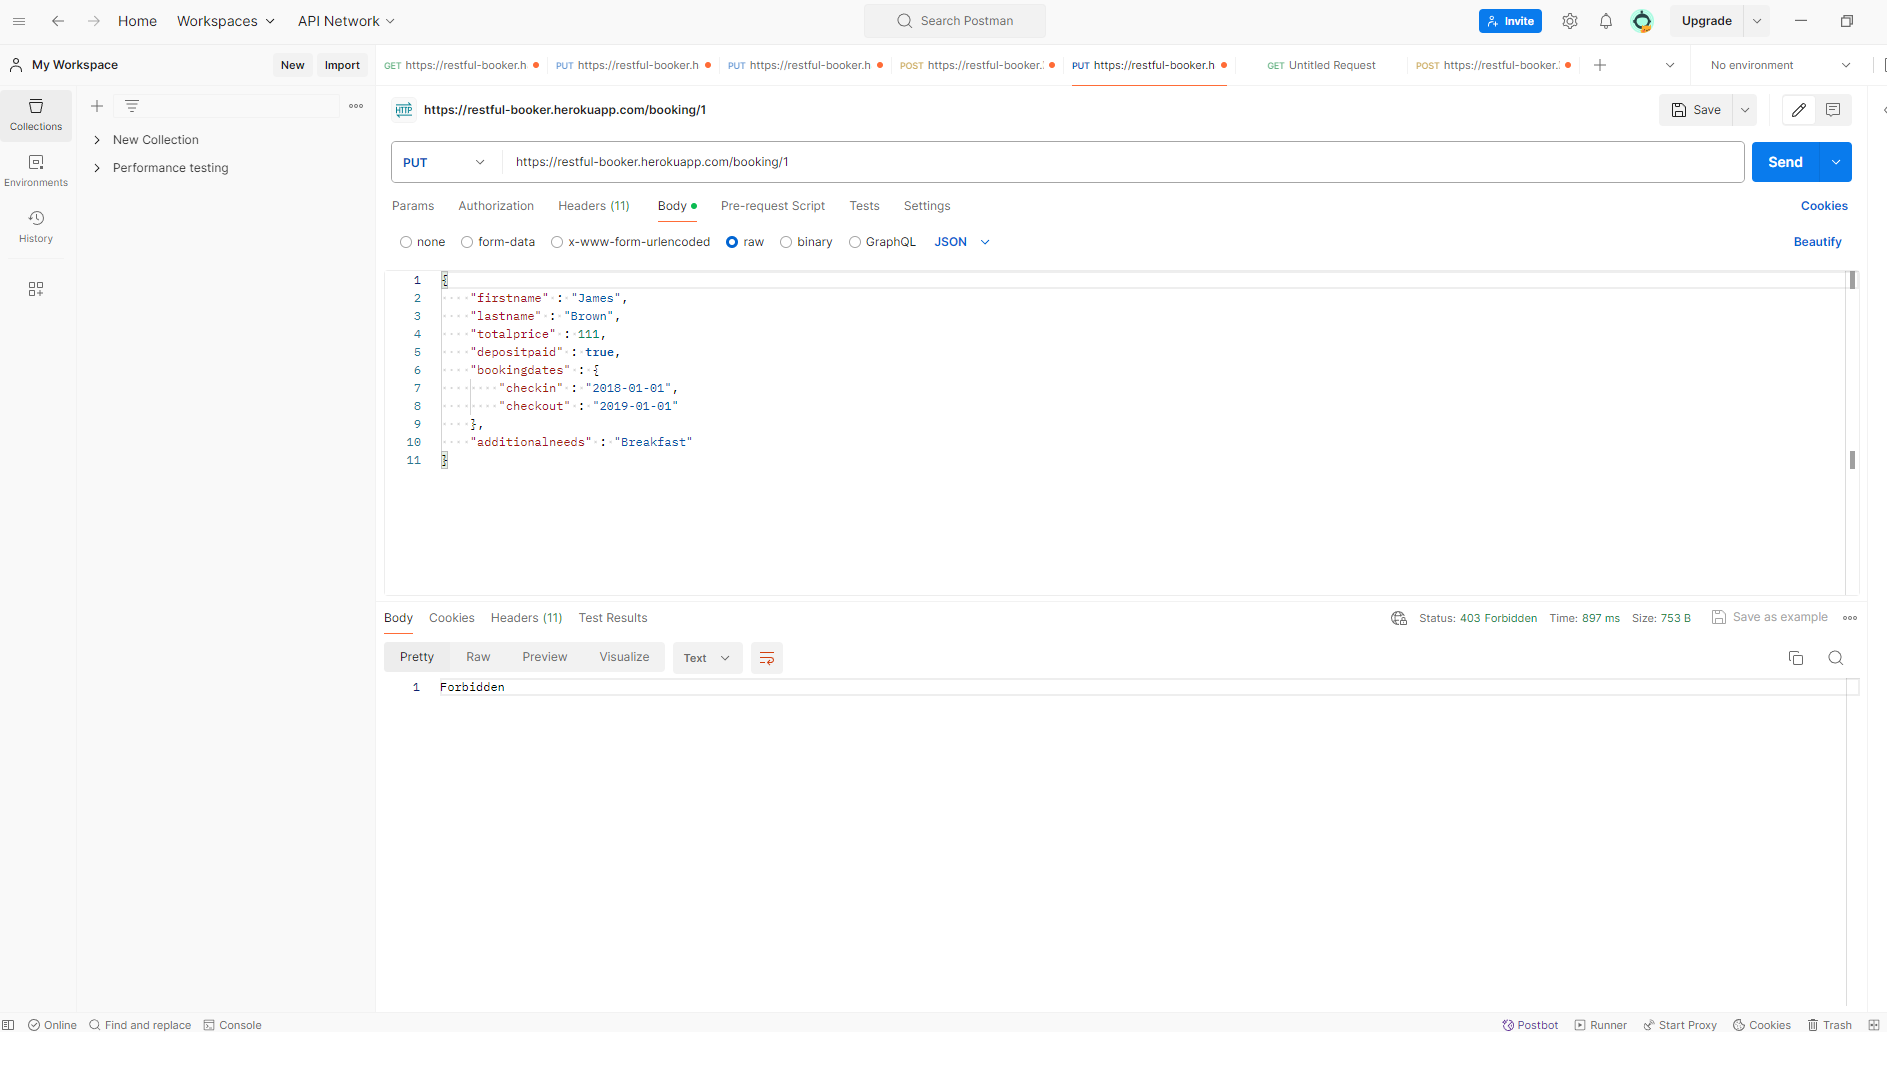 Home Workspaces API Network Search Postman Invite Upgrade
My Workspace New Import GET https://restful-booker.h PUT https://restful-booker.h PUT https://restful-booker.h POST https://restful-booker. PUT https://restful-booker.h GET Untitled Request POST https://restful-booker. No environment
Collections
Environments
History
New Collection
Performance testing
HTTP https://restful-booker.herokuapp.com/booking/1 Save
PUT https://restful-booker.herokuapp.com/booking/1 Send
Params Authorization Headers (11) Body Pre-request Script Tests Settings Cookies
none form-data x-www-form-urlencoded raw binary GraphQL JSON Beautify
1 {
2 "firstname" : "James",
3 "lastname" : "Brown",
4 "totalprice" : 111,
5 "depositpaid" : true,
6 "bookingdates" : {
7 "checkin" : "2018-01-01",
8 "checkout" : "2019-01-01"
9 },
10 "additionalneeds" : "Breakfast"
11 }
Body Cookies Headers (11) Test Results Status: 403 Forbidden Time: 897 ms Size: 753 B Save as example
Pretty Raw Preview Visualize Text
1 Forbidden
Online Find and replace Console Postbot Runner Start Proxy Cookies Trash